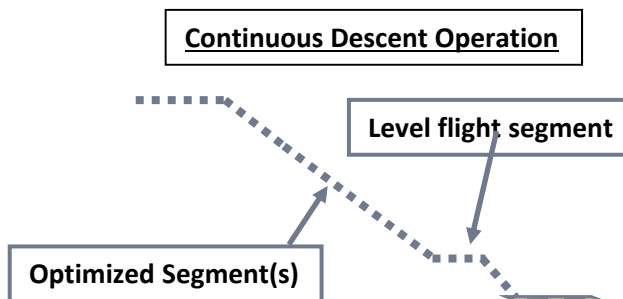 Continuous Descent Operation
Level flight segment
Optimized Segment(s)